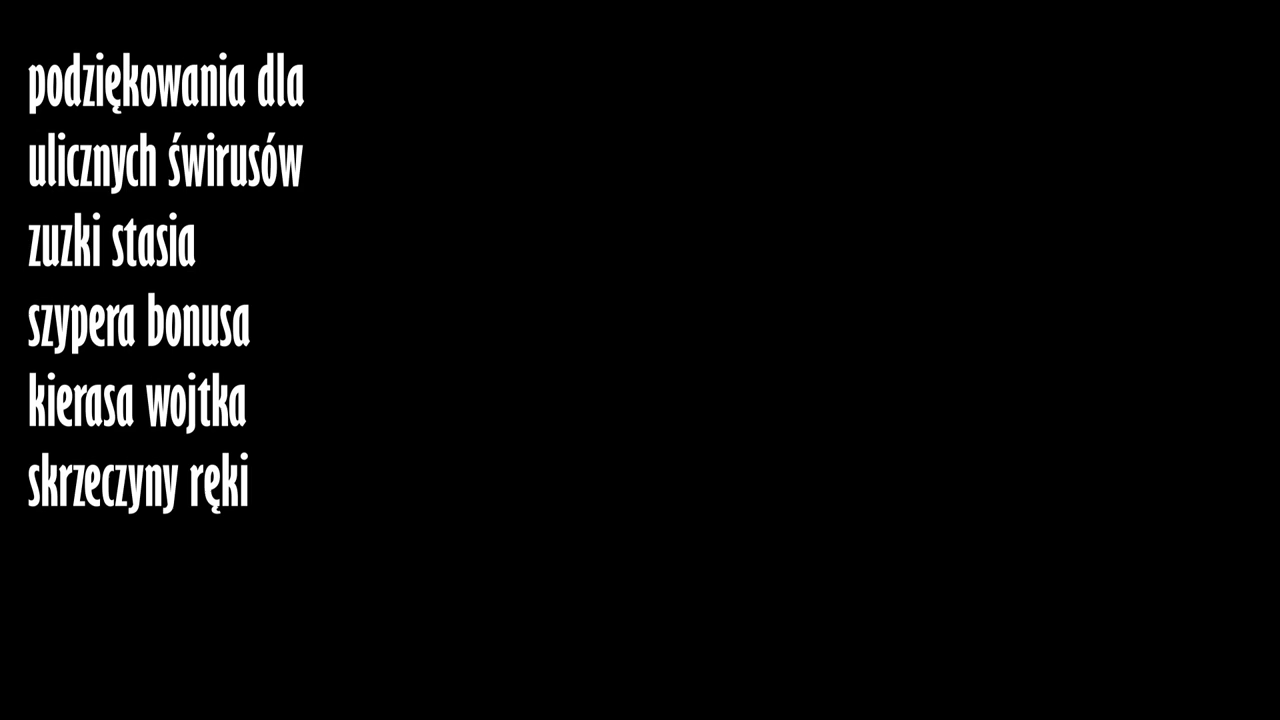 podziękowania dla
ulicznych świrusów
zuzki stasia
szypera bonusa
kierasa wojtka
skrzeczyny ręki